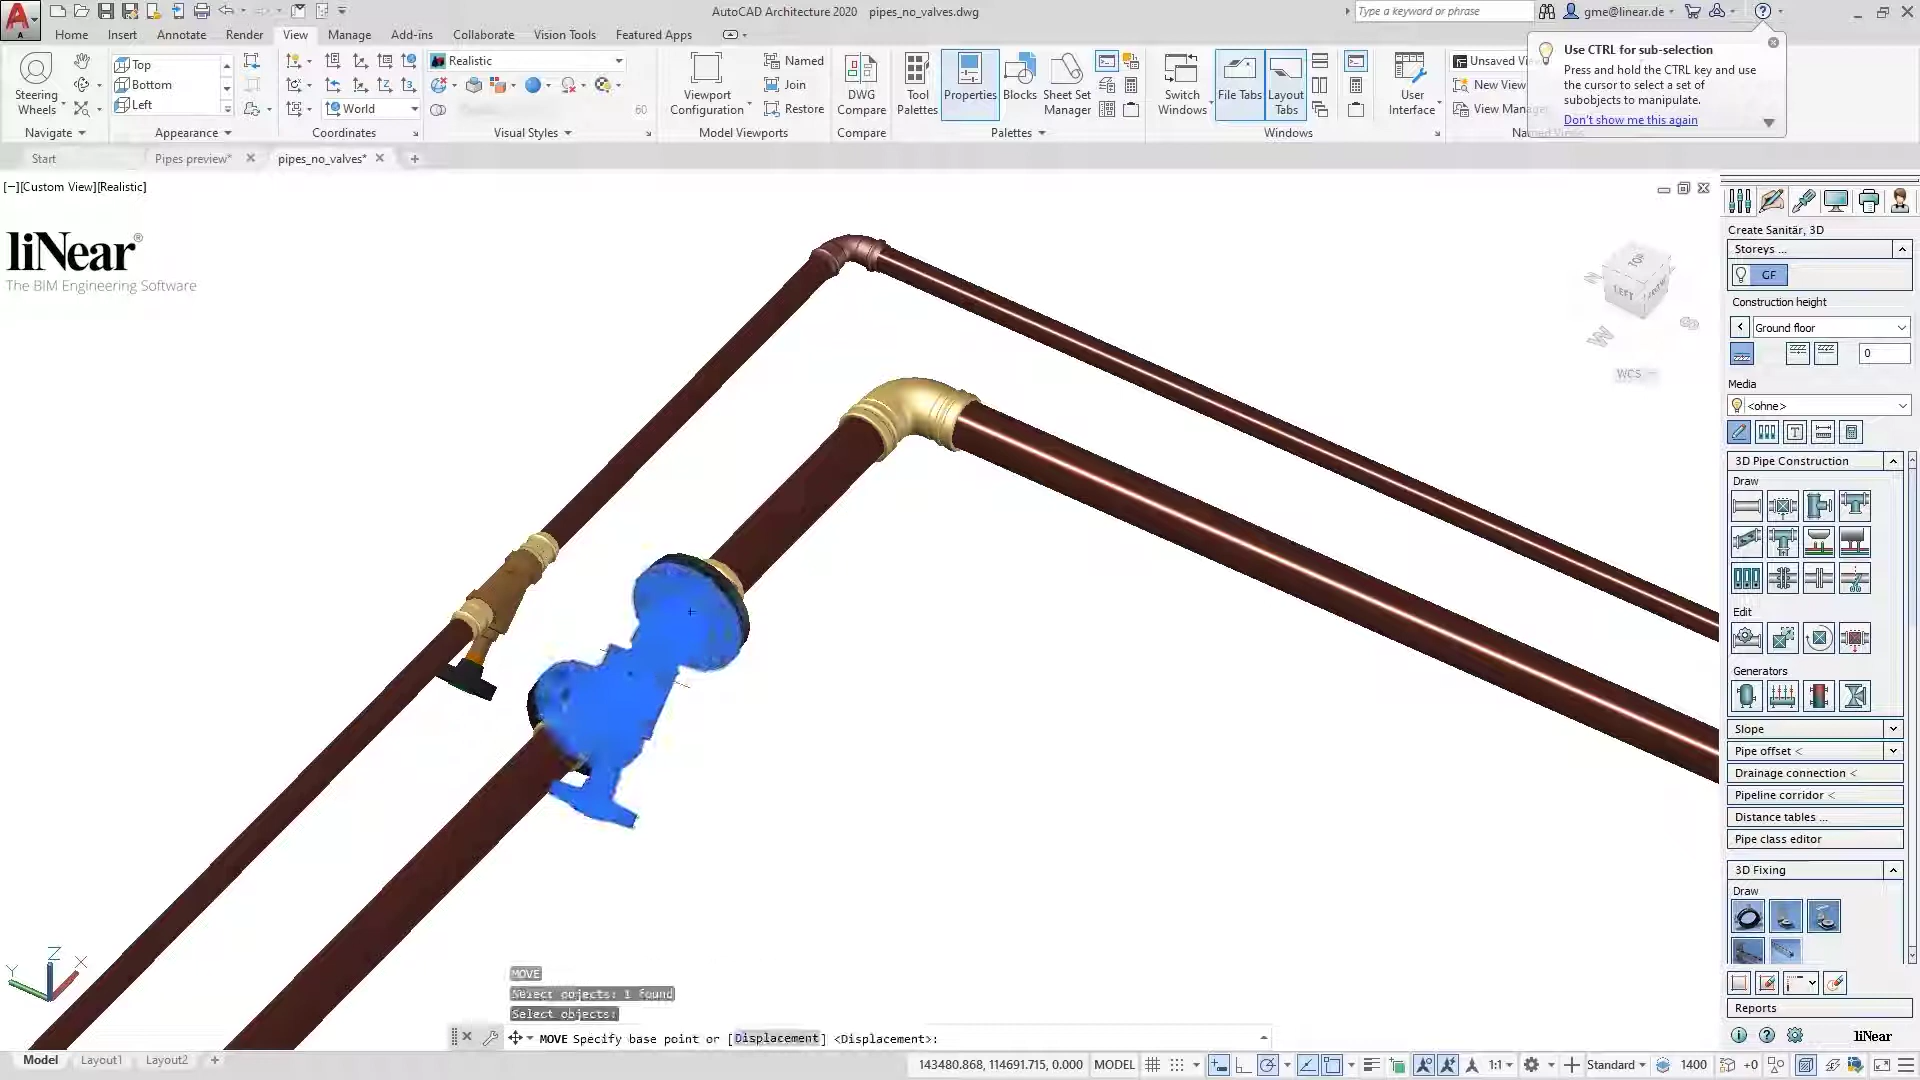 AutoCAD Architecture 2020 pipes_no_valves.dwg
Type a keyword or phrase
gme@linear.de
Home Insert Annotate Render View Manage Add-ins Collaborate Vision Tools Featured Apps
Steering
Wheels
Navigate
Top
Bottom
Left
Appearance
World
Coordinates
Realistic
60
Visual Styles
Viewport
Configuration
Named
Join
Restore
Model Viewports
DWG
Compare
Compare
Tool
Palettes
Properties
Blocks
Sheet Set
Manager
Palettes
Switch
Windows
File Tabs
Layout
Tabs
Windows
User
Interface
Unsaved Vi
New View
View Mana
Use CTRL for sub-selection
Press and hold the CTRL key and use
the cursor to select a set of
subobjects to manipulate.
Don't show me this again
Start
Pipes preview*
pipes_no_valves*
[−][Custom View][Realistic]
liNear®
The BIM Engineering Software
TOP
LEFT
W
WCS
Create Sanitär, 3D
Storeys ...
GF
Construction height
Ground floor
0
Media
<ohne>
3D Pipe Construction
Draw
Edit
Generators
Slope
Pipe offset <
Drainage connection <
Pipeline corridor <
Distance tables ...
Pipe class editor
3D Fixing
Draw
Reports
liNear
Z
Y
X
MOVE
Select objects: 1 found
Select objects:
MOVE Specify base point or [Displacement] <Displacement>:
Model Layout1 Layout2 +
143480.868, 114691.715, 0.000 MODEL
1:1
Standard
1400
+0